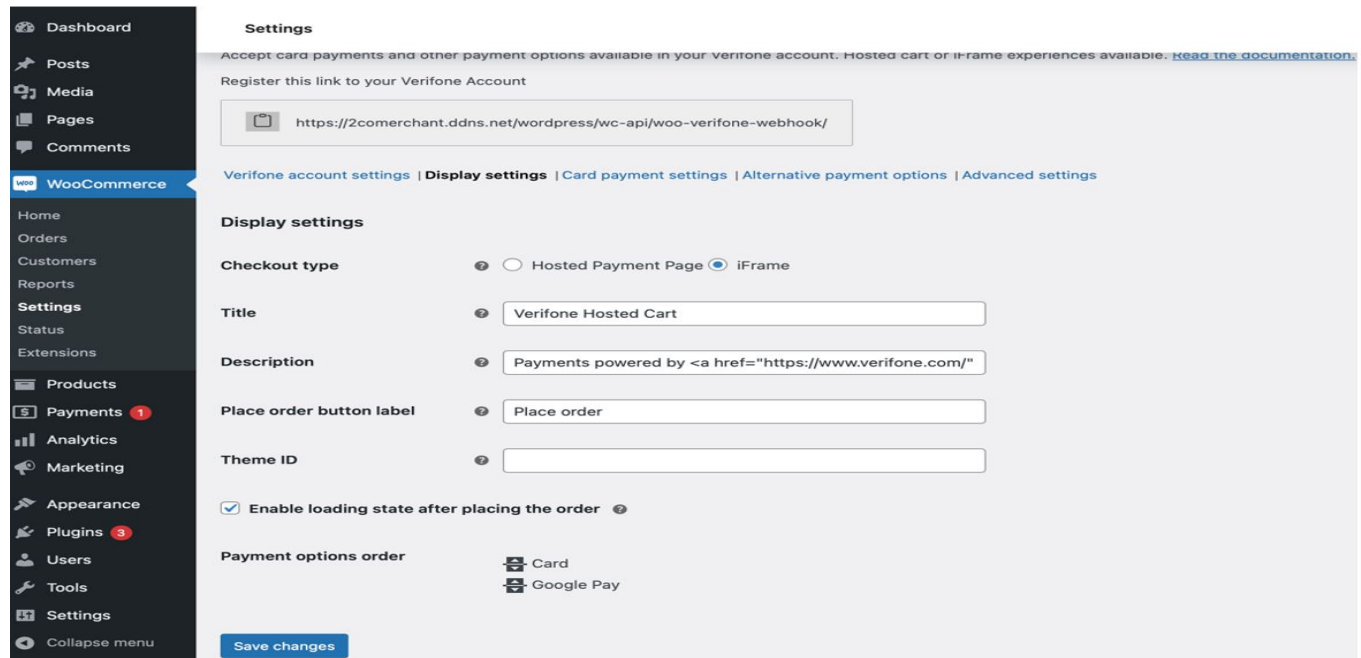 Dashboard
Posts
Media
Pages
Comments
woo WooCommerce
Home
Orders
Customers
Reports
Settings
Status
Extensions
Products
Payments 1
Analytics
Marketing
Appearance
Plugins 3
Users
Tools
Settings
Collapse menu
Settings
Accept card payments and other payment options available in your Verifone account. Hosted cart or iFrame experiences available. Read the documentation.
Register this link to your Verifone Account
https://2comerchant.ddns.net/wordpress/wc-api/woo-verifone-webhook/
Verifone account settings | Display settings | Card payment settings | Alternative payment options | Advanced settings
Display settings
Checkout type ? Hosted Payment Page iFrame
Title ? Verifone Hosted Cart
Description ? Payments powered by <a href="https://www.verifone.com/"
Place order button label ? Place order
Theme ID ?
Enable loading state after placing the order ?
Payment options order
Card
Google Pay
Save changes